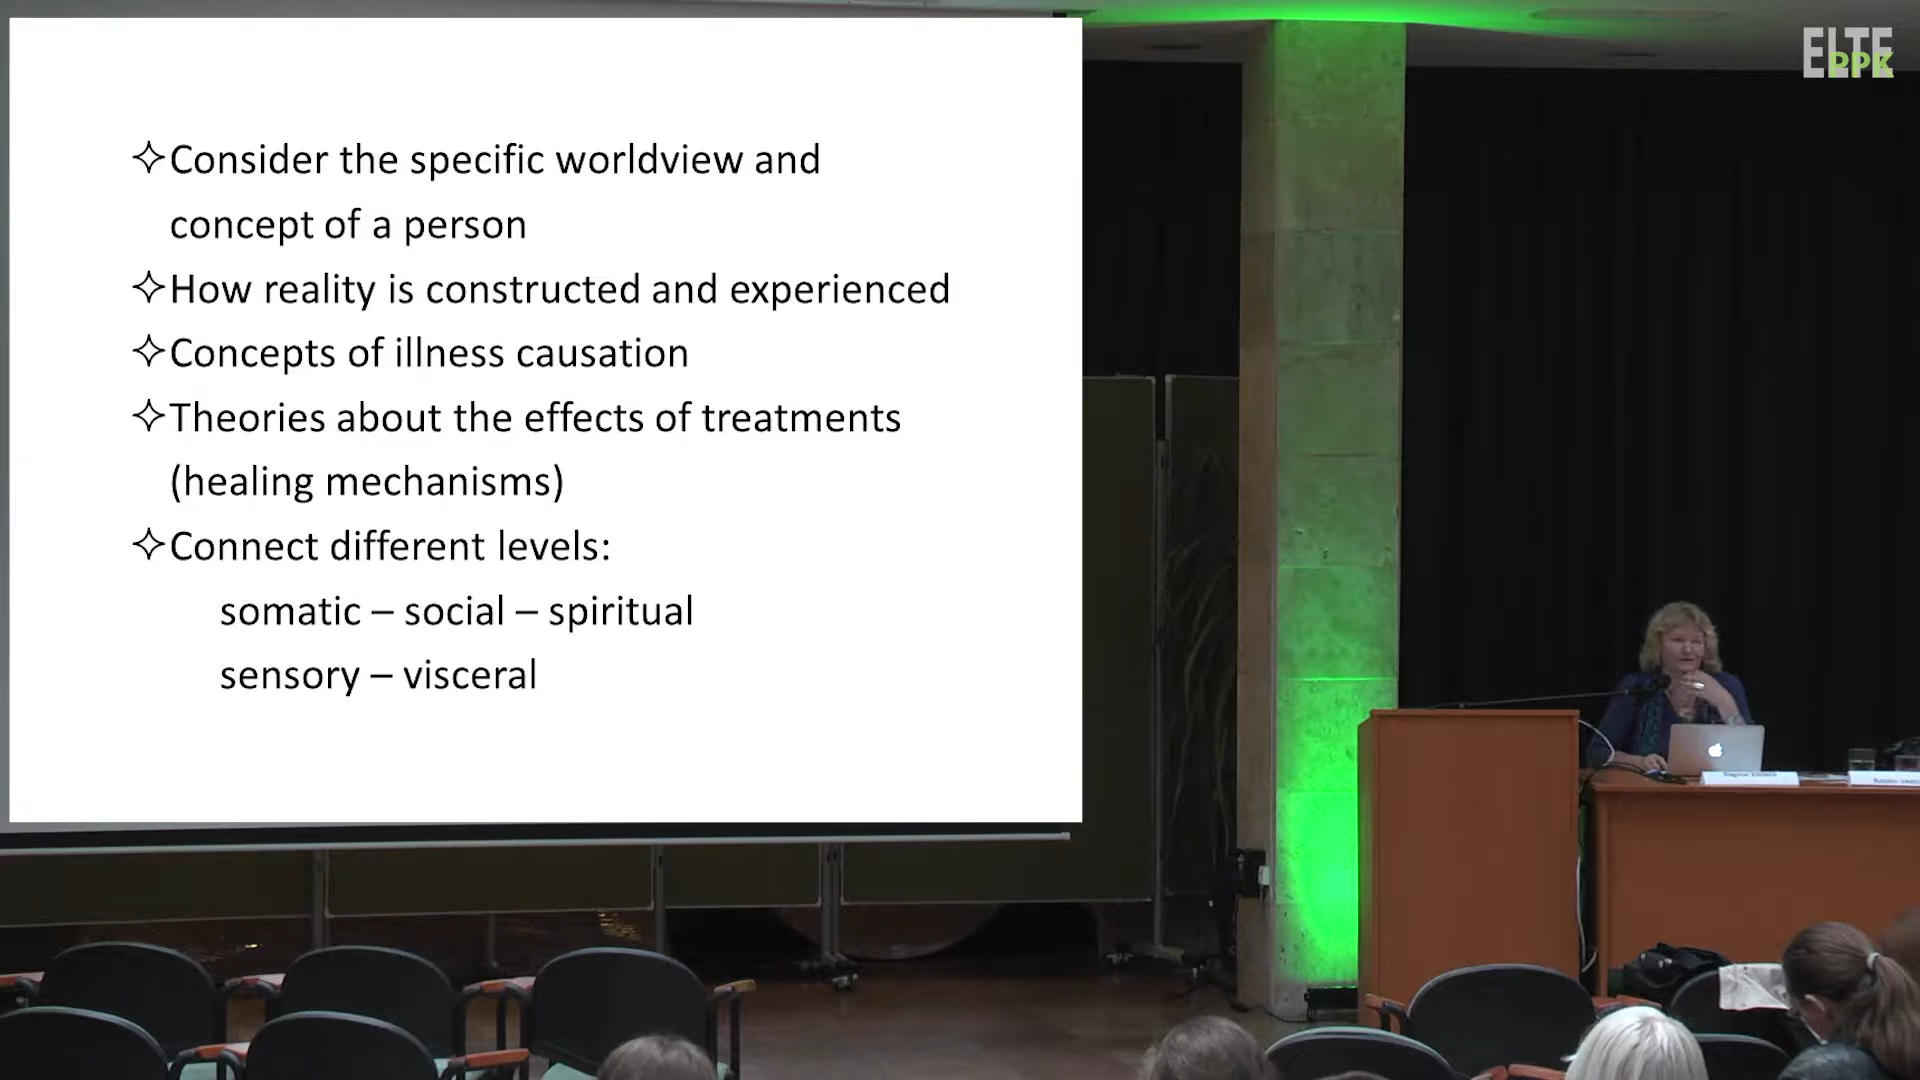 ELTE
PPK
✧Consider the specific worldview and
concept of a person
✧How reality is constructed and experienced
✧Concepts of illness causation
✧Theories about the effects of treatments
(healing mechanisms)
✧Connect different levels:
somatic – social – spiritual
sensory – visceral